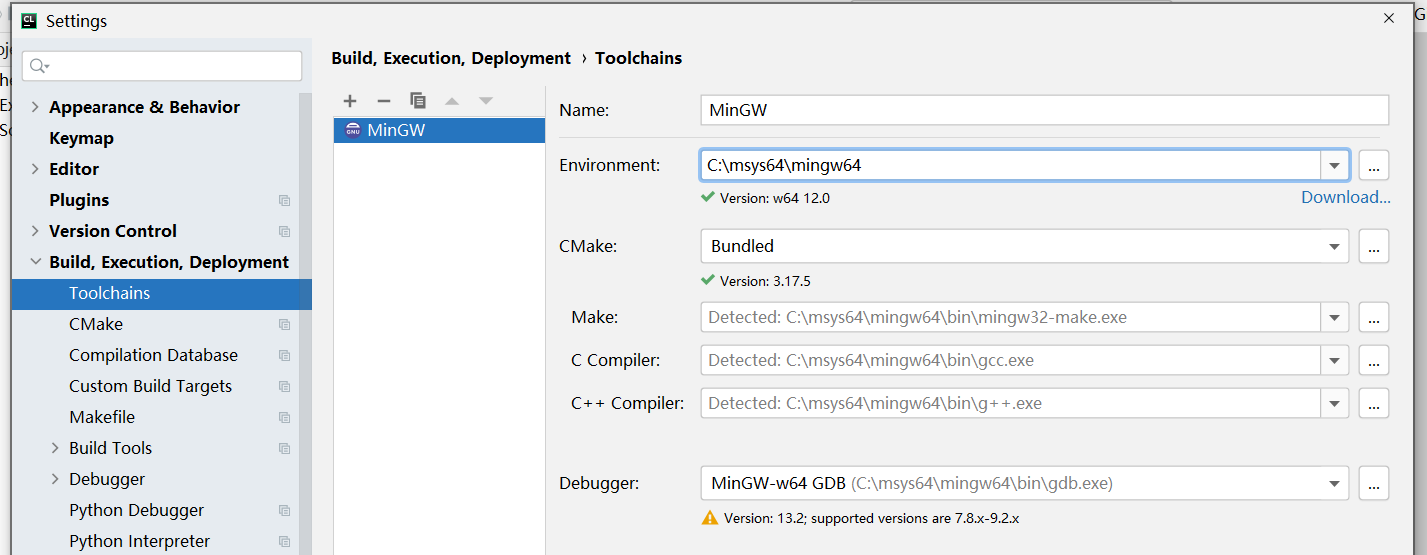 CL Settings
G
oje
Build, Execution, Deployment › Toolchains
Appearance & Behavior
Keymap
Editor
Plugins
Version Control
Build, Execution, Deployment
Toolchains
CMake
Compilation Database
Custom Build Targets
Makefile
Build Tools
Debugger
Python Debugger
Python Interpreter
GNU MinGW
Name: MinGW
Environment: C:\msys64\mingw64 ...
Version: w64 12.0 Download...
CMake: Bundled ...
Version: 3.17.5
Make: Detected: C:\msys64\mingw64\bin\mingw32-make.exe ...
C Compiler: Detected: C:\msys64\mingw64\bin\gcc.exe ...
C++ Compiler: Detected: C:\msys64\mingw64\bin\g++.exe ...
Debugger: MinGW-w64 GDB (C:\msys64\mingw64\bin\gdb.exe) ...
Version: 13.2; supported versions are 7.8.x-9.2.x